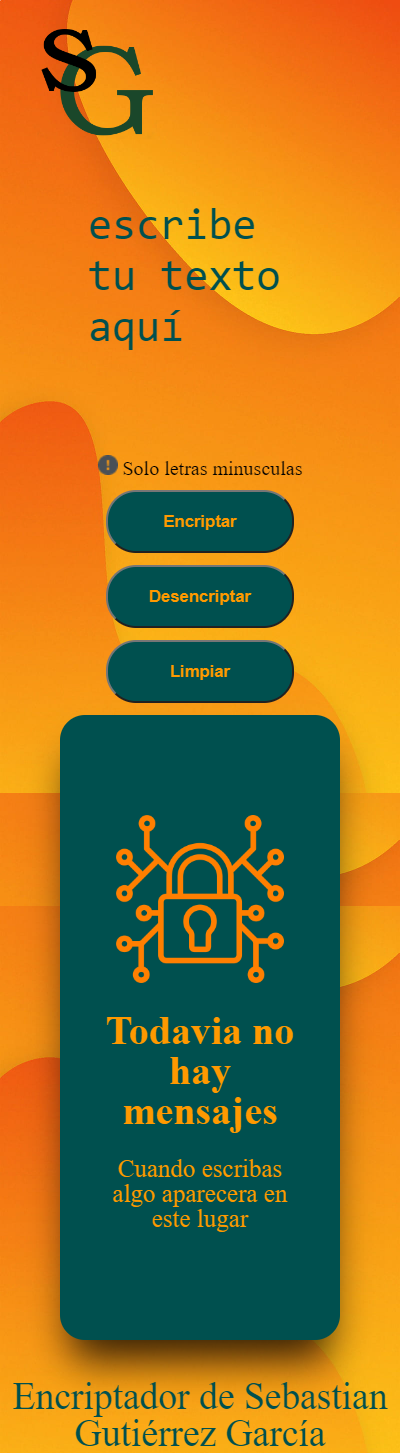 SG
escribe
tu texto
aquí
! Solo letras minusculas
Encriptar
Desencriptar
Limpiar
Todavia no
hay
mensajes
Cuando escribas
algo aparecera en
este lugar
Encriptador de Sebastian
Gutiérrez García